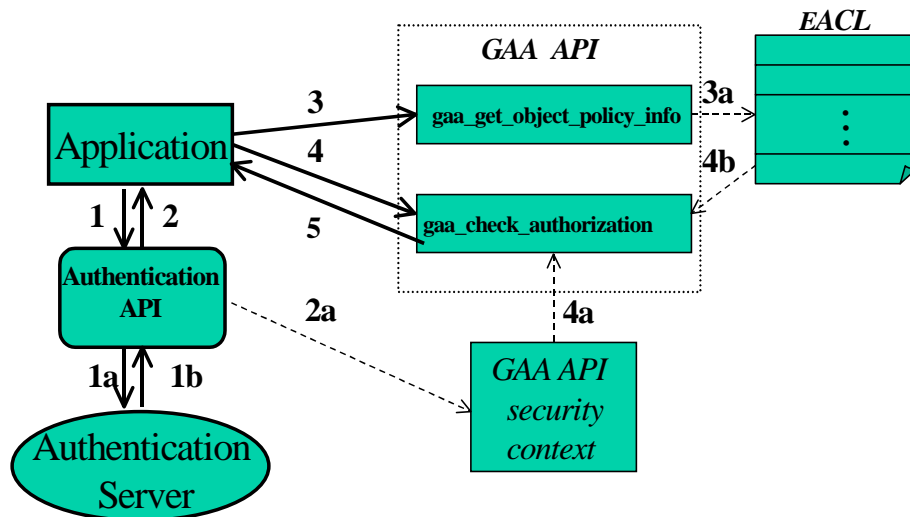 EACL
GAA API
3
gaa_get_object_policy_info
3a
Application
4
4b
1
2
5
gaa_check_authorization
Authentication
API
2a
4a
1a
1b
GAA API
security
context
Authentication
Server